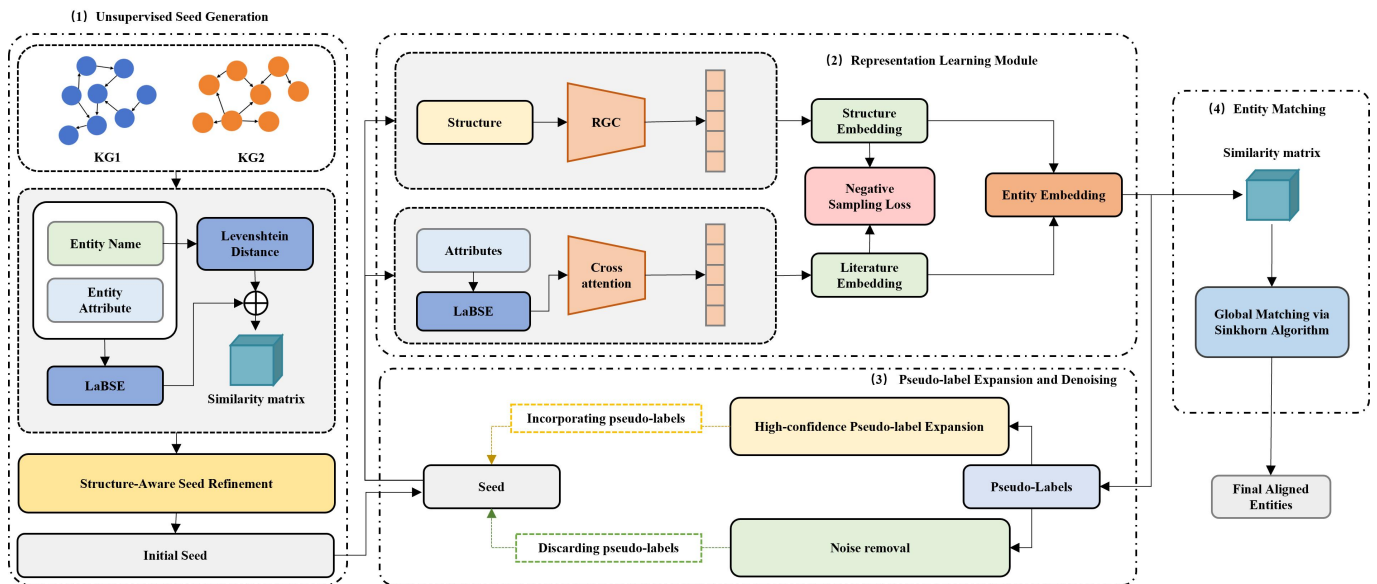 (1) Unsupervised Seed Generation
KG1
KG2
Entity Name
Levenshtein
Distance
Entity
Attribute
LaBSE
Similarity matrix
Structure-Aware Seed Refinement
Initial Seed
(2) Representation Learning Module
Structure
RGC
Structure
Embedding
Negative
Sampling Loss
Entity Embedding
Attributes
LaBSE
Cross
attention
Literature
Embedding
(3) Pseudo-label Expansion and Denoising
Incorporating pseudo-labels
High-confidence Pseudo-label Expansion
Seed
Pseudo-Labels
Discarding pseudo-labels
Noise removal
(4) Entity Matching
Similarity matrix
Global Matching via
Sinkhorn Algorithm
Final Aligned
Entities